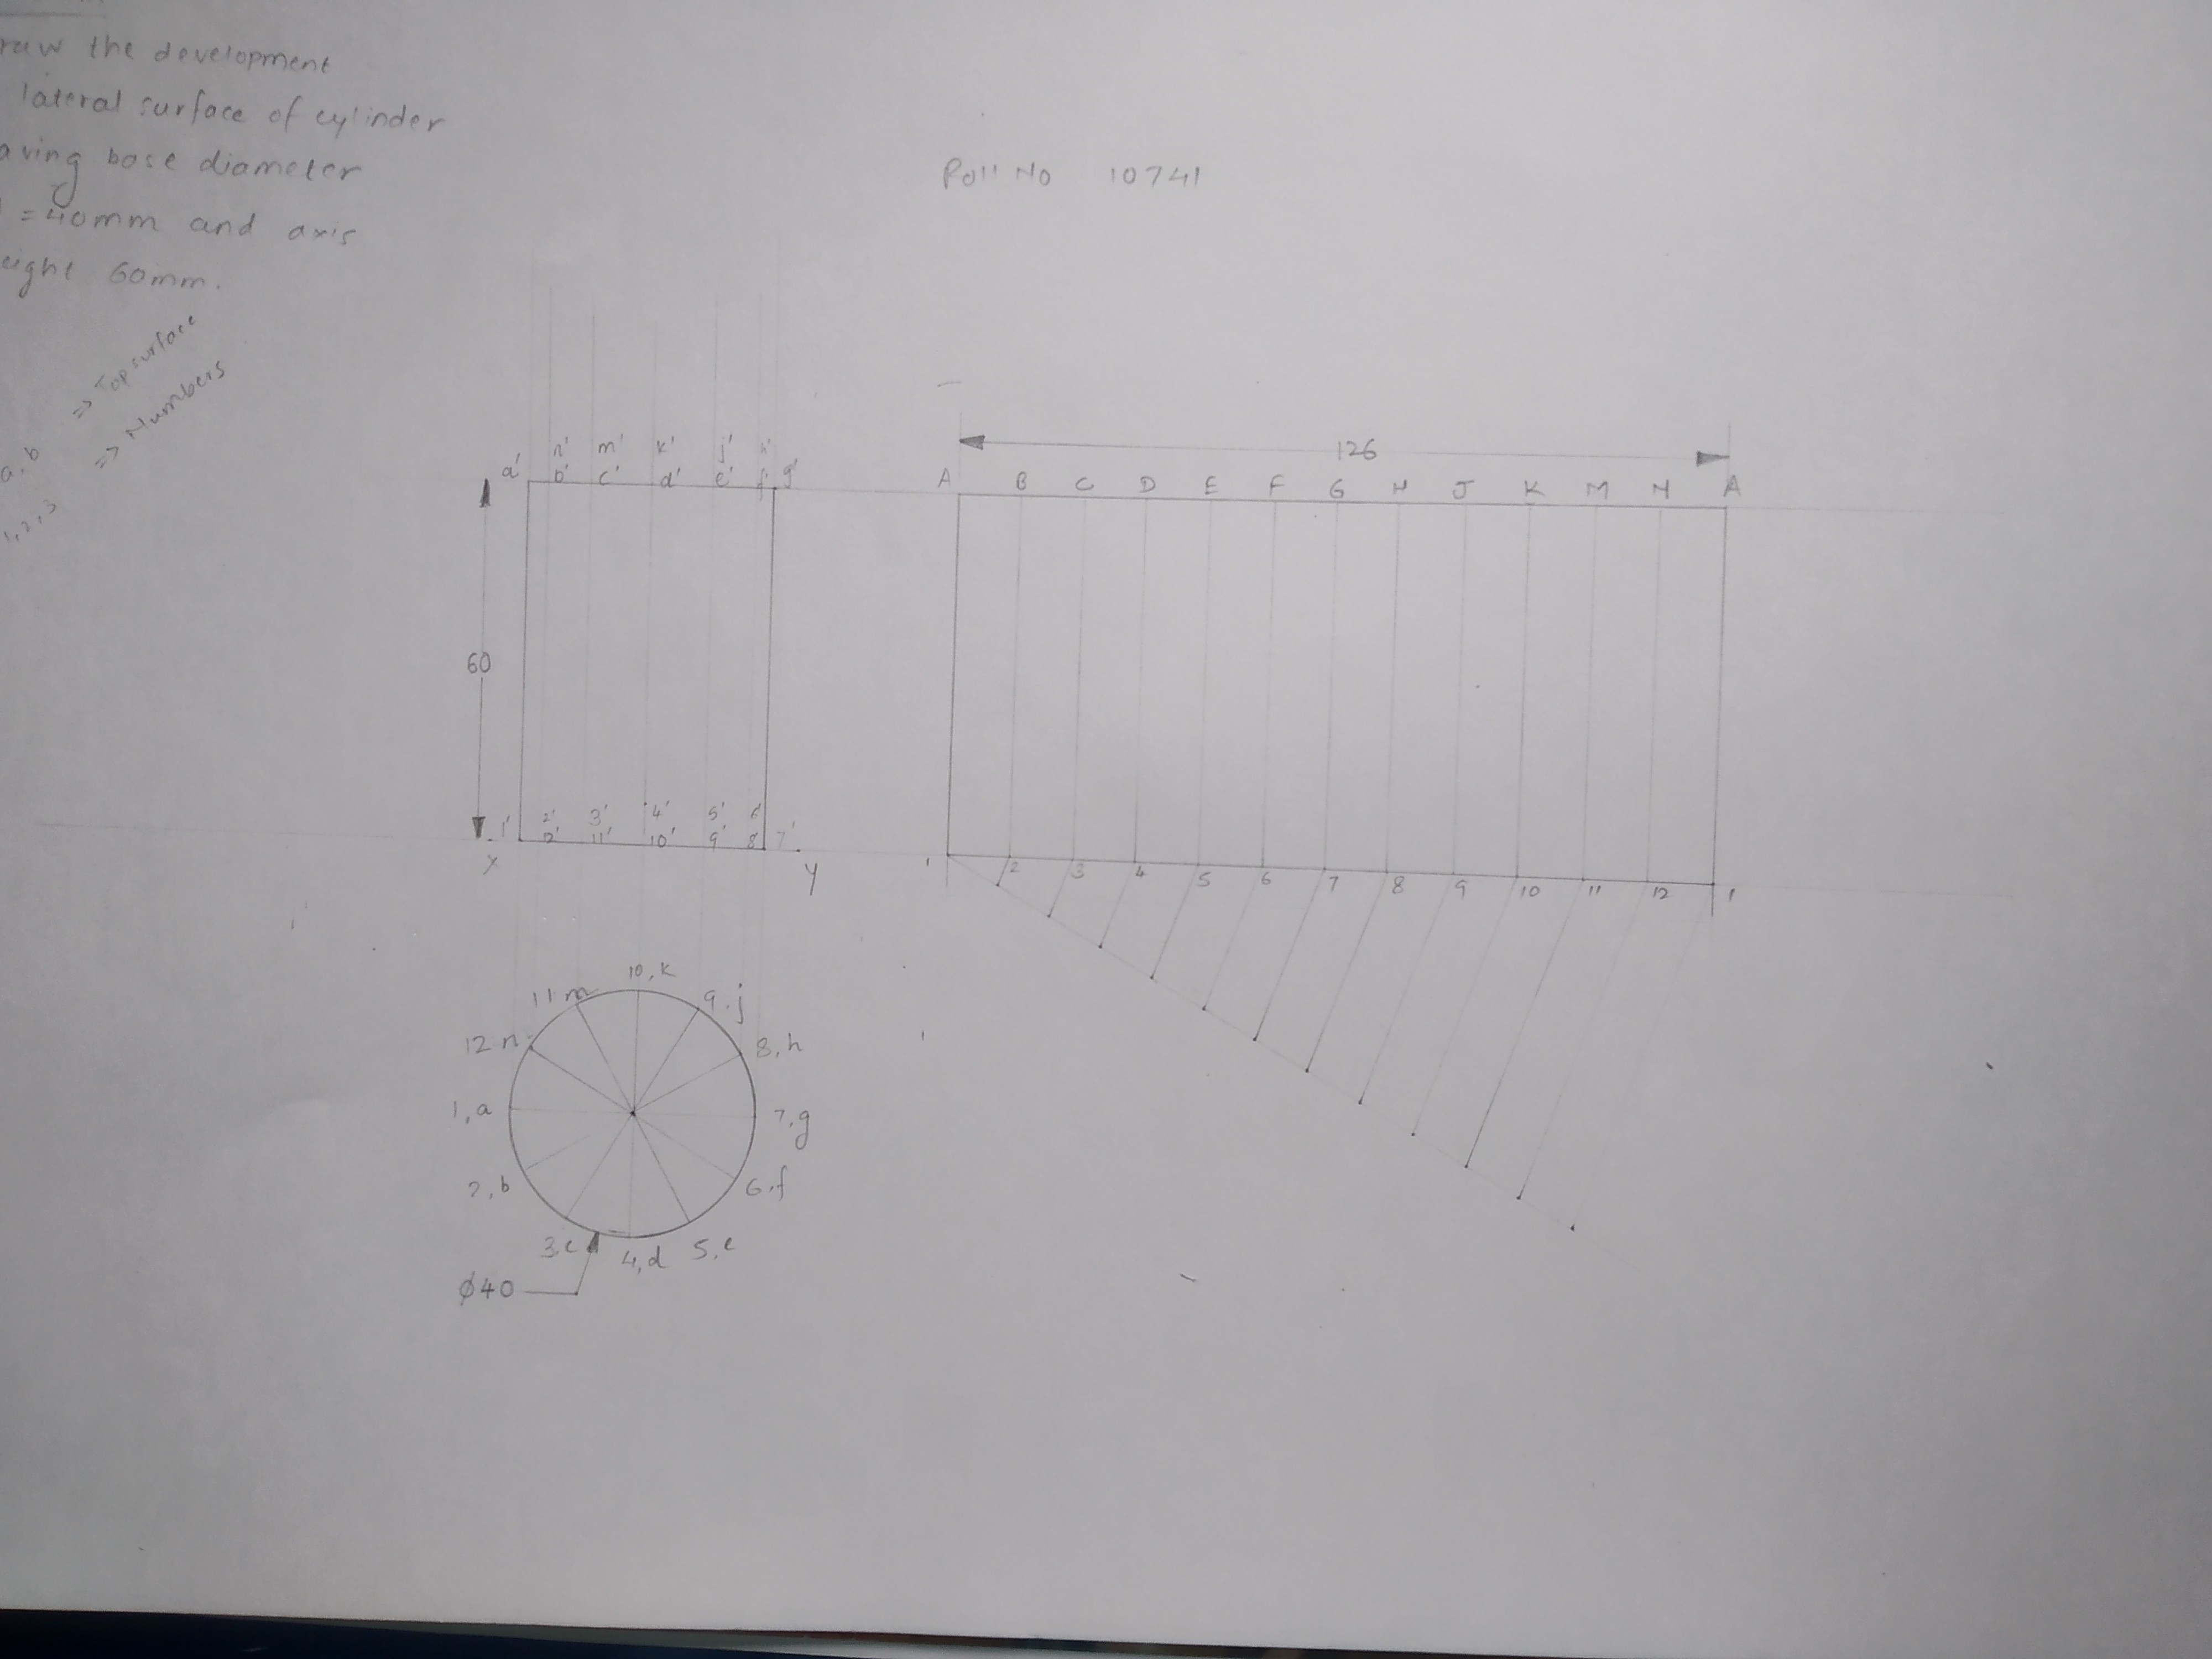 raw the development
lateral surface of cylinder
aving base diameter
= 40mm and axis
eight 60mm.
a,b => Top surface
1,2,3 => Numbers
Roll No 10741
126
n' m' k' j' h'
a' b' c' d' e' f' g'
A B C D E F G H J K M N A
60
1' 2' 3' 4' 5' 6'
12' 11' 10' 9' 8' 7'
X Y
1 2 3 4 5 6 7 8 9 10 11 12 1
10, k
11 m 9, j
12 n 8, h
1, a 7, g
2, b 6, f
3, c 4, d 5, e
ϕ40